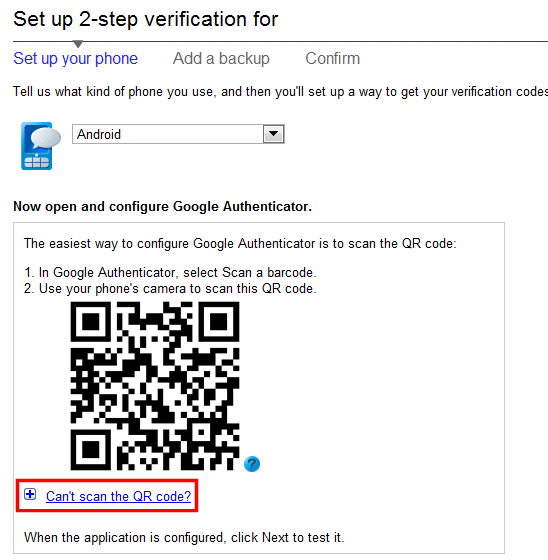 Set up 2-step verification for
Set up your phone Add a backup Confirm
Tell us what kind of phone you use, and then you'll set up a way to get your verification codes
Android
Now open and configure Google Authenticator.
The easiest way to configure Google Authenticator is to scan the QR code:
1. In Google Authenticator, select Scan a barcode.
2. Use your phone's camera to scan this QR code.
?
Can't scan the QR code?
When the application is configured, click Next to test it.